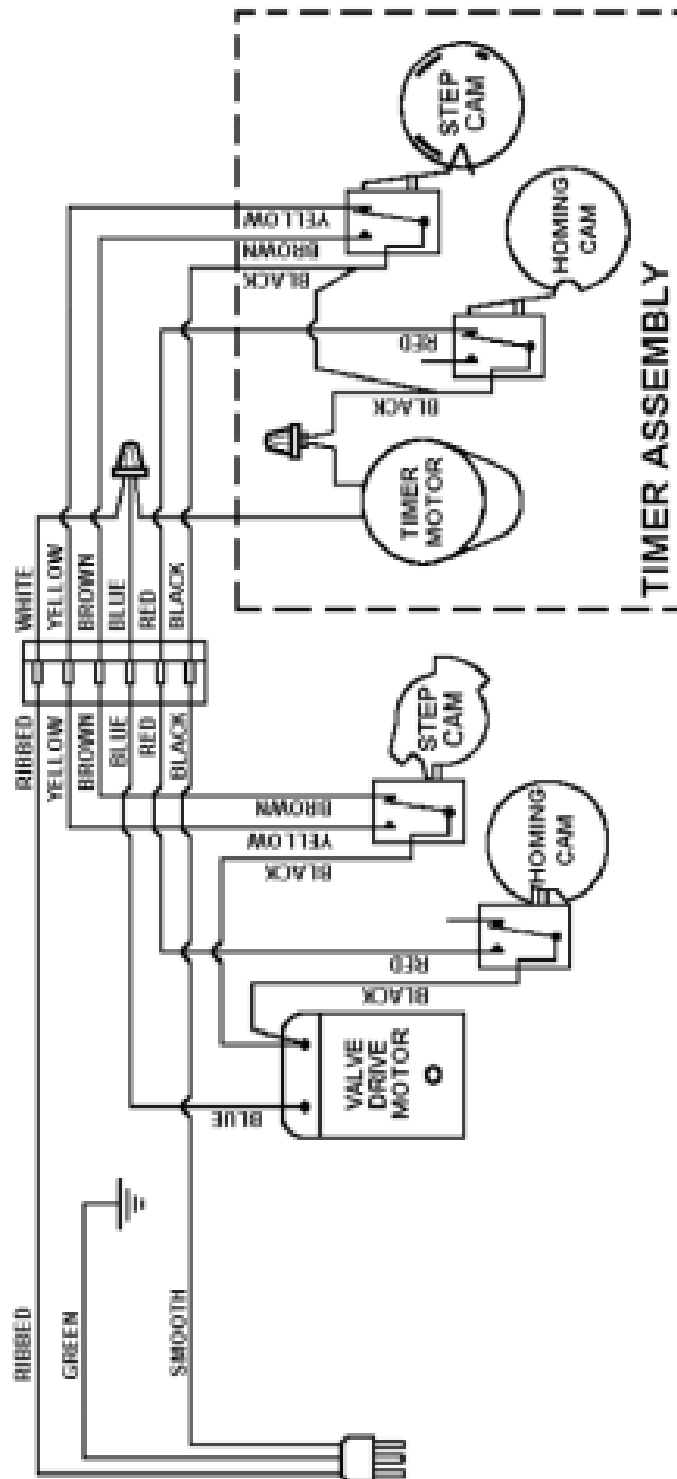 RIBBED
GREEN
SMOOTH
RIBBED
YELLOW
BROWN
BLUE
RED
BLACK
WHITE
YELLOW
BROWN
BLUE
RED
BLACK
BLUE
VALVE
DRIVE
MOTOR
BLACK
RED
BLACK
YELLOW
BROWN
HOMING
CAM
STEP
CAM
TIMER
MOTOR
BLACK
RED
BLACK
BROWN
YELLOW
HOMING
CAM
STEP
CAM
TIMER ASSEMBLY